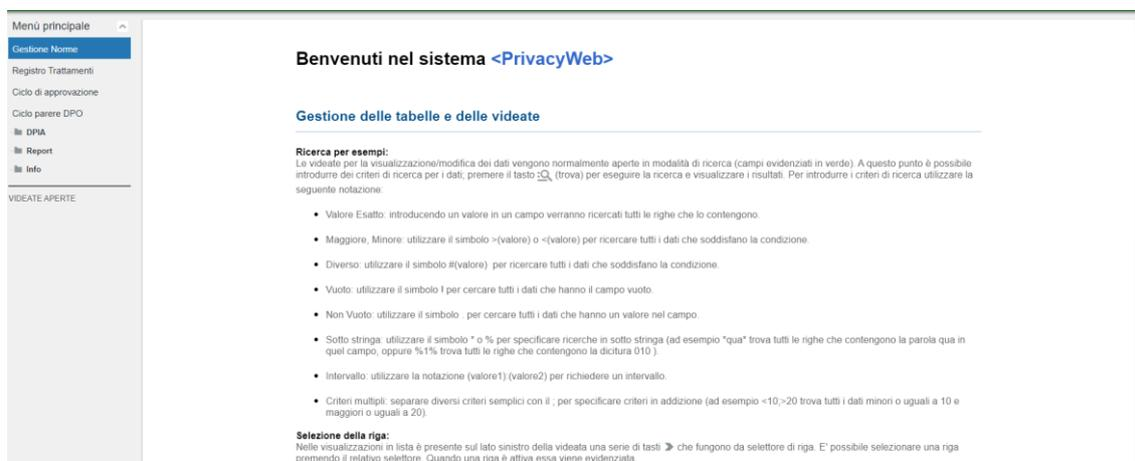 Menù principale
Gestione Norme
Registro Trattamenti
Ciclo di approvazione
Ciclo parere DPO
DPIA
Report
Info
VIDEATE APERTE
Benvenuti nel sistema <PrivacyWeb>
Gestione delle tabelle e delle videate
Ricerca per esempi:
Le videate per la visualizzazione/modifica dei dati vengono normalmente aperte in modalità di ricerca (campi evidenziati in verde). A questo punto è possibile
introdurre dei criteri di ricerca per i dati; premere il tasto (trova) per eseguire la ricerca e visualizzare i risultati. Per introdurre i criteri di ricerca utilizzare la
seguente notazione:
• Valore Esatto: introducendo un valore in un campo verranno ricercati tutti le righe che lo contengono.
• Maggiore, Minore: utilizzare il simbolo >(valore) o <(valore) per ricercare tutti i dati che soddisfano la condizione.
• Diverso: utilizzare il simbolo #(valore) per ricercare tutti i dati che soddisfano la condizione.
• Vuoto: utilizzare il simbolo ! per cercare tutti i dati che hanno il campo vuoto.
• Non Vuoto: utilizzare il simbolo . per cercare tutti i dati che hanno un valore nel campo.
• Sotto stringa: utilizzare il simbolo * o % per specificare ricerche in sotto stringa (ad esempio *qua* trova tutti le righe che contengono la parola qua in
quel campo, oppure %1% trova tutti le righe che contengono la dicitura 010 ).
• Intervallo: utilizzare la notazione (valore1):(valore2) per richiedere un intervallo.
• Criteri multipli: separare diversi criteri semplici con il ; per specificare criteri in addizione (ad esempio <10;>20 trova tutti i dati minori o uguali a 10 e
maggiori o uguali a 20).
Selezione della riga:
Nelle visualizzazioni in lista è presente sul lato sinistro della videata una serie di tasti che fungono da selettore di riga. E' possibile selezionare una riga
premendo il relativo selettore. Quando una riga è attiva essa viene evidenziata.